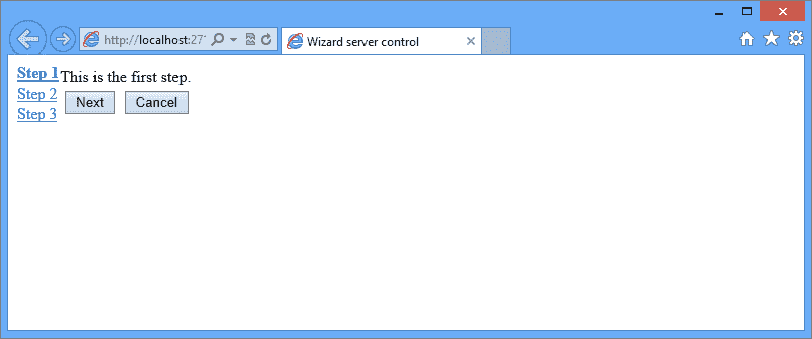 http://localhost:27
Wizard server control
Step 1 This is the first step.
Step 2
Next Cancel
Step 3